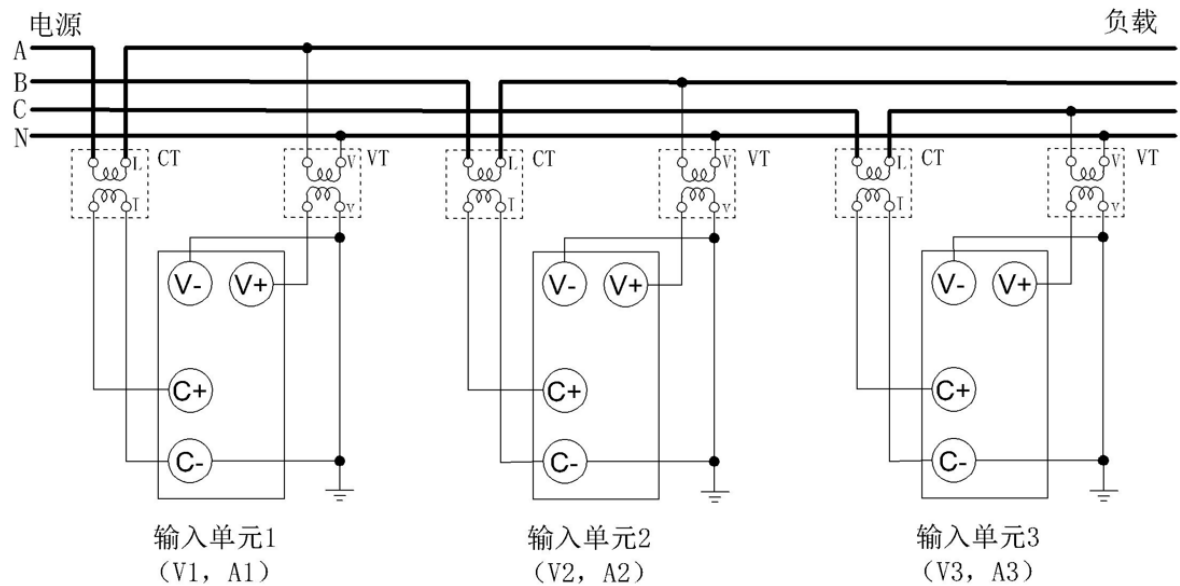 电源
负载
A
B
C
N
L CT
V V VT
L CT
V V VT
L CT
V V VT
I
v
I
v
I
v
V- V+
V- V+
V- V+
C+
C+
C+
C-
C-
C-
输入单元1
(V1, A1)
输入单元2
(V2, A2)
输入单元3
(V3, A3)